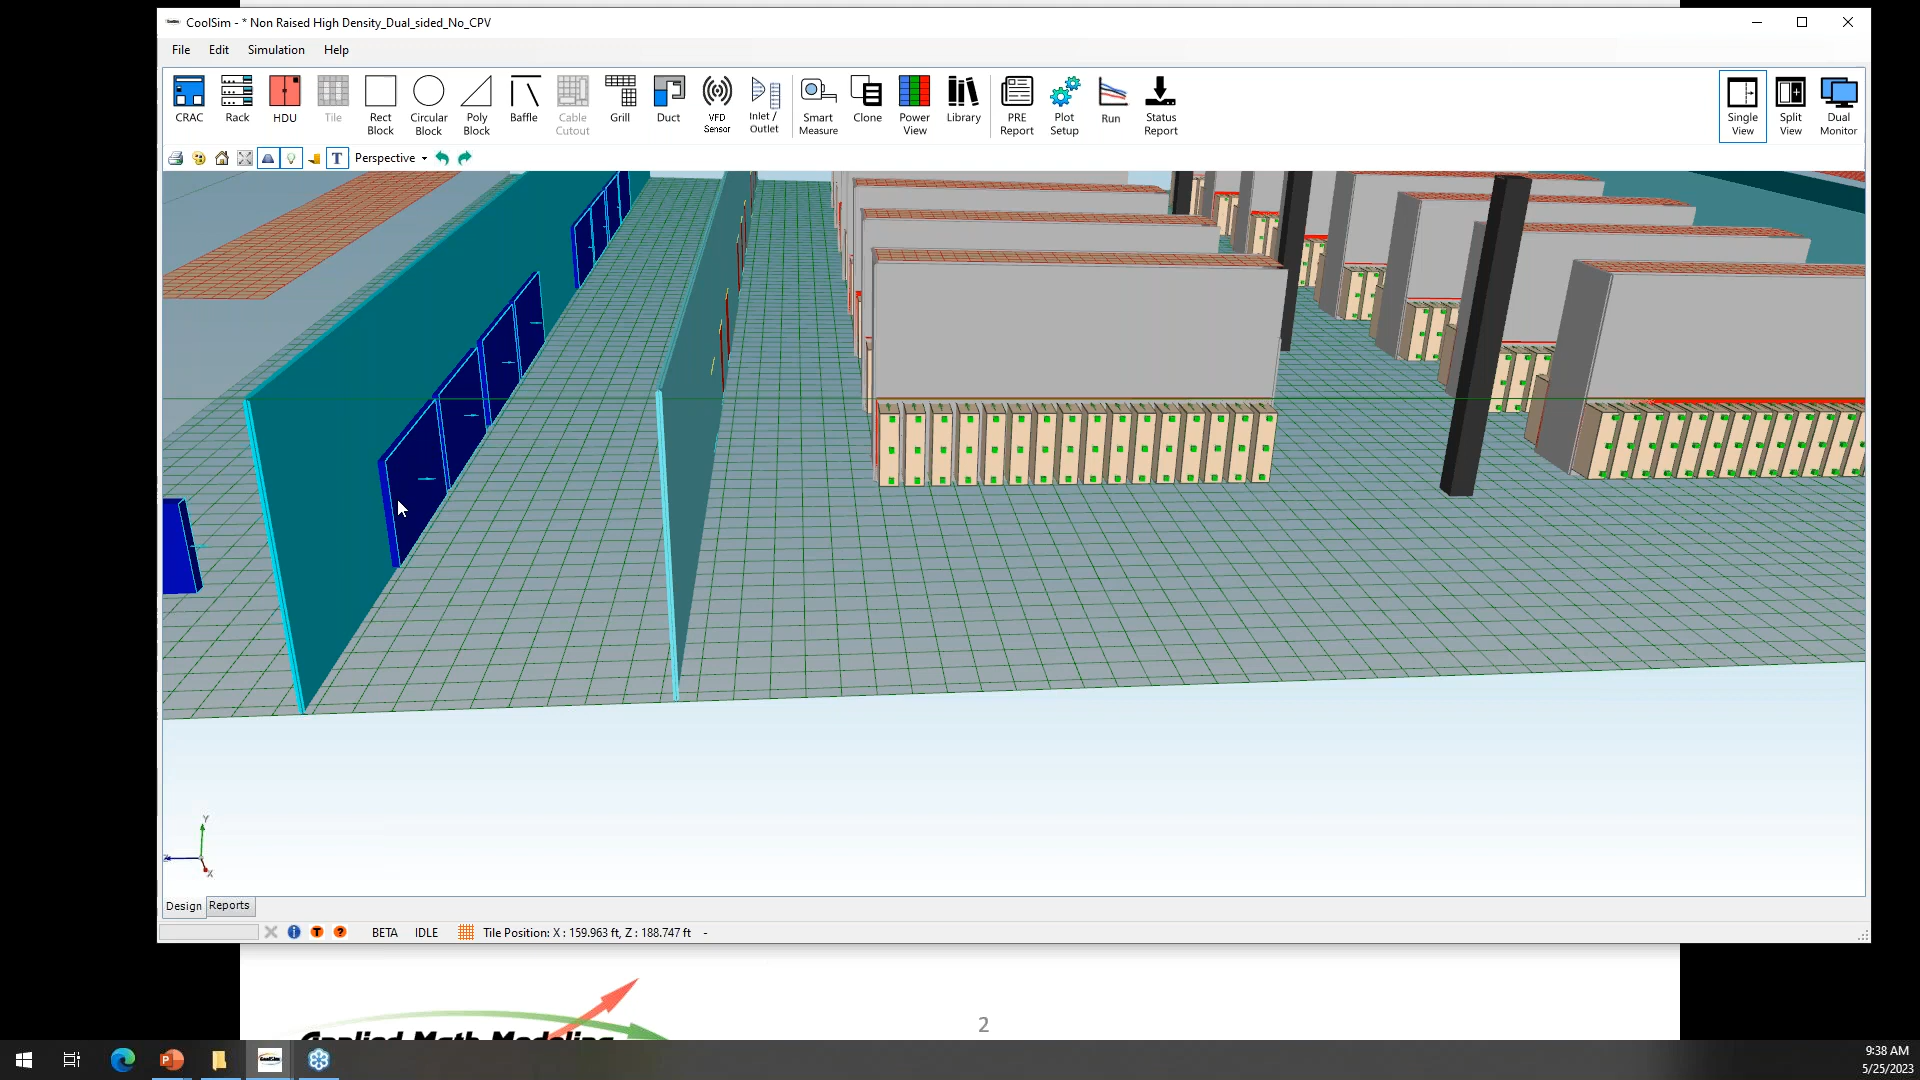 CoolSim - * Non Raised High Density_Dual_sided_No_CPV
File Edit Simulation Help
CRAC Rack HDU Tile Rect Block Circular Block Poly Block Baffle Cable Cutout Grill Duct VFD Sensor Inlet / Outlet Smart Measure Clone Power View Library PRE Report Plot Setup Run Status Report Single View Split View Dual Monitor
T Perspective
Y
Z
X
Design Reports
BETA IDLE Tile Position: X : 159.963 ft, Z : 188.747 ft -
2
Applied Math Modeling
9:38 AM
5/25/2023